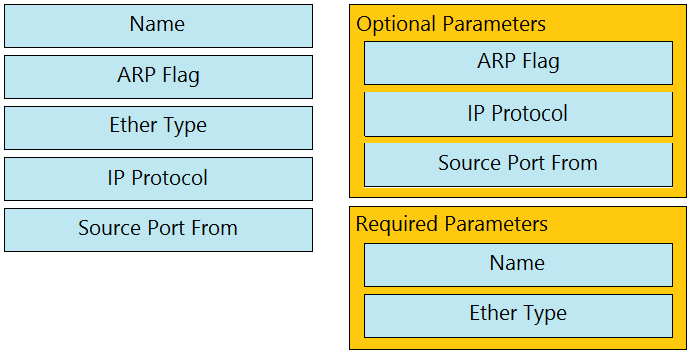 Name
ARP Flag
Ether Type
IP Protocol
Source Port From
Optional Parameters
ARP Flag
IP Protocol
Source Port From
Required Parameters
Name
Ether Type